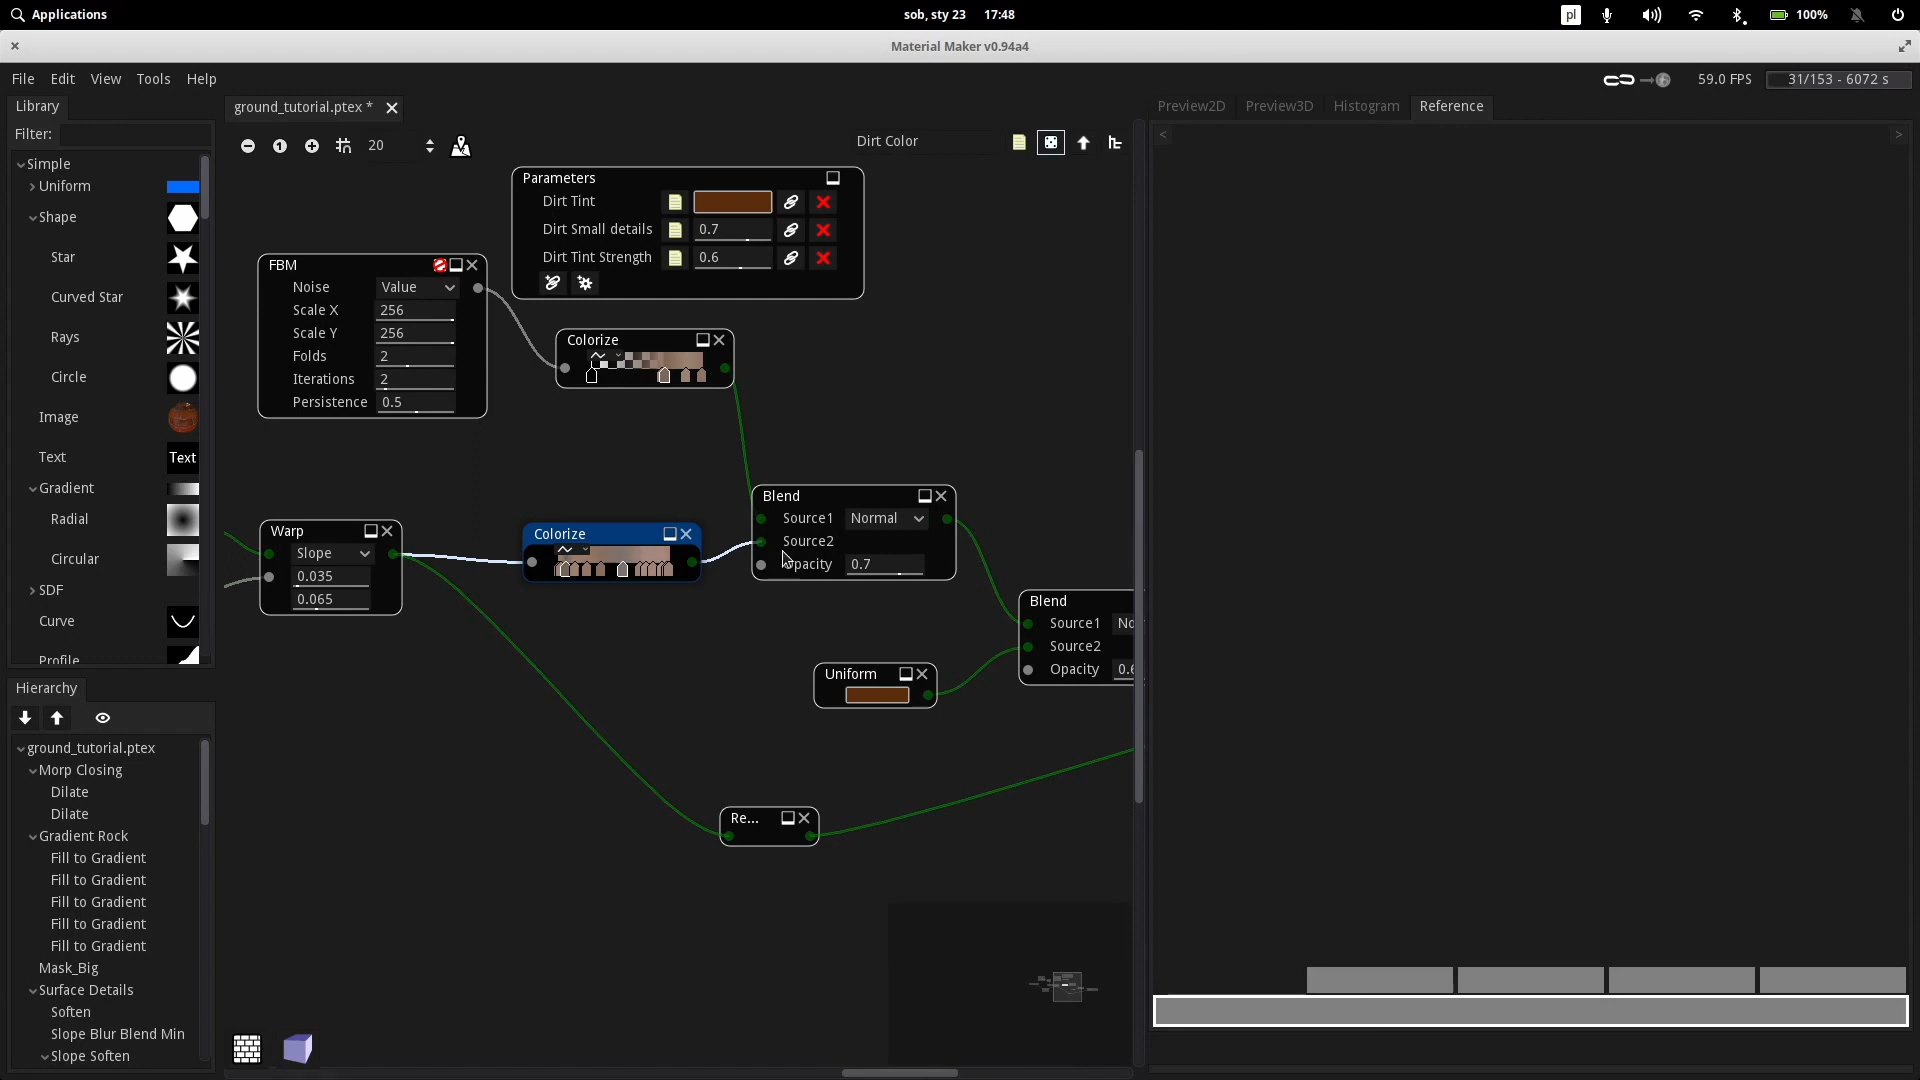 Applications
sob, sty 23 17:48
pl
100%
Material Maker v0.94a4
File Edit View Tools Help
59.0 FPS
31/153 - 6072 s
Library
Filter:
Simple
Uniform
Shape
Star
Curved Star
Rays
Circle
Image
Text
Text
Gradient
Radial
Circular
SDF
Curve
Profile
Hierarchy
ground_tutorial.ptex
Morp Closing
Dilate
Dilate
Gradient Rock
Fill to Gradient
Fill to Gradient
Fill to Gradient
Fill to Gradient
Fill to Gradient
Mask_Big
Surface Details
Soften
Slope Blur Blend Min
Slope Soften
ground_tutorial.ptex *
1
20
Dirt Color
Parameters
Dirt Tint
Dirt Small details 0.7
Dirt Tint Strength 0.6
FBM
Noise Value
Scale X 256
Scale Y 256
Folds 2
Iterations 2
Persistence 0.5
Colorize
Warp
Slope
0.035
0.065
Colorize
Blend
Source1 Normal
Source2
Opacity 0.7
Uniform
Blend
Source1 No
Source2
Opacity 0.6
Re...
Preview2D Preview3D Histogram Reference
< >